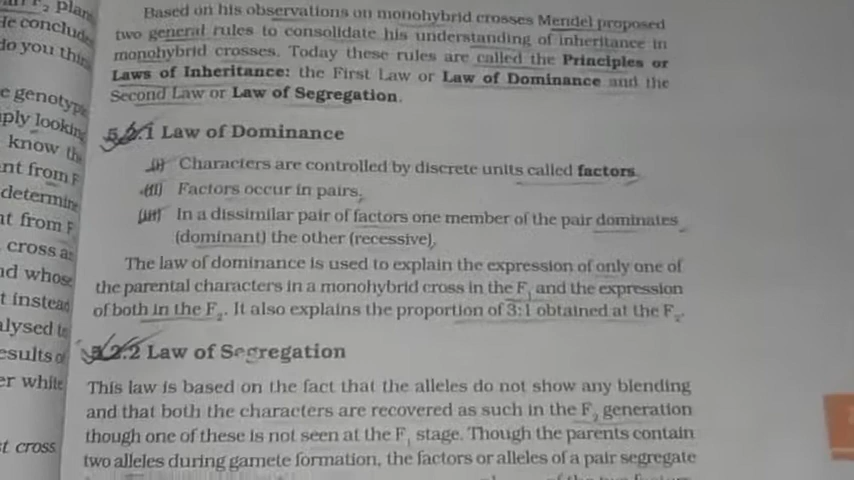 F₂ plan
He conclude
do you thin
e genotyp
ply looking
know th
nt from F
determin
t from F
cross a
nd whose
t instead
alysed t
esults of
er white
t cross
Based on his observations on monohybrid crosses Mendel proposed
two general rules to consolidate his understanding of inheritance in
monohybrid crosses. Today these rules are called the Principles or
Laws of Inheritance: the First Law or Law of Dominance and the
Second Law or Law of Segregation.
5.2.1 Law of Dominance
(i) Characters are controlled by discrete units called factors.
(ii) Factors occur in pairs.
(iii) In a dissimilar pair of factors one member of the pair dominates
(dominant) the other (recessive).
The law of dominance is used to explain the expression of only one of
the parental characters in a monohybrid cross in the F₁ and the expression
of both in the F₂. It also explains the proportion of 3:1 obtained at the F₂.
5.2.2 Law of Segregation
This law is based on the fact that the alleles do not show any blending
and that both the characters are recovered as such in the F₂ generation
though one of these is not seen at the F₁ stage. Though the parents contain
two alleles during gamete formation, the factors or alleles of a pair segregate